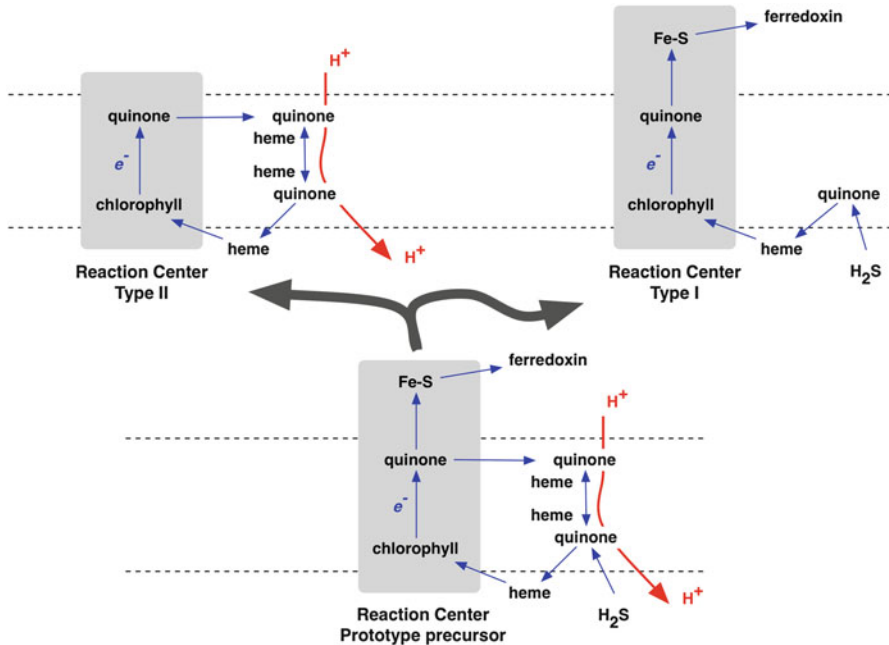 H+
quinone
quinone
heme
e-
heme
chlorophyll
quinone
heme
H+
Reaction Center
Type II
ferredoxin
Fe-S
quinone
e-
chlorophyll
quinone
heme
H2S
Reaction Center
Type I
ferredoxin
Fe-S
H+
quinone
quinone
heme
e-
heme
chlorophyll
quinone
heme
H2S
H+
Reaction Center
Prototype precursor